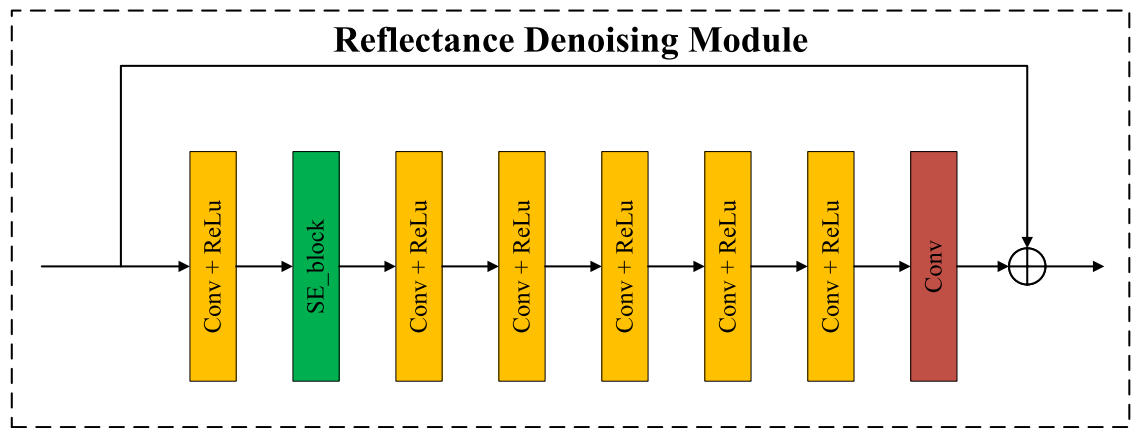 Reflectance Denoising Module
Conv + ReLu
SE_block
Conv + ReLu
Conv + ReLu
Conv + ReLu
Conv + ReLu
Conv + ReLu
Conv